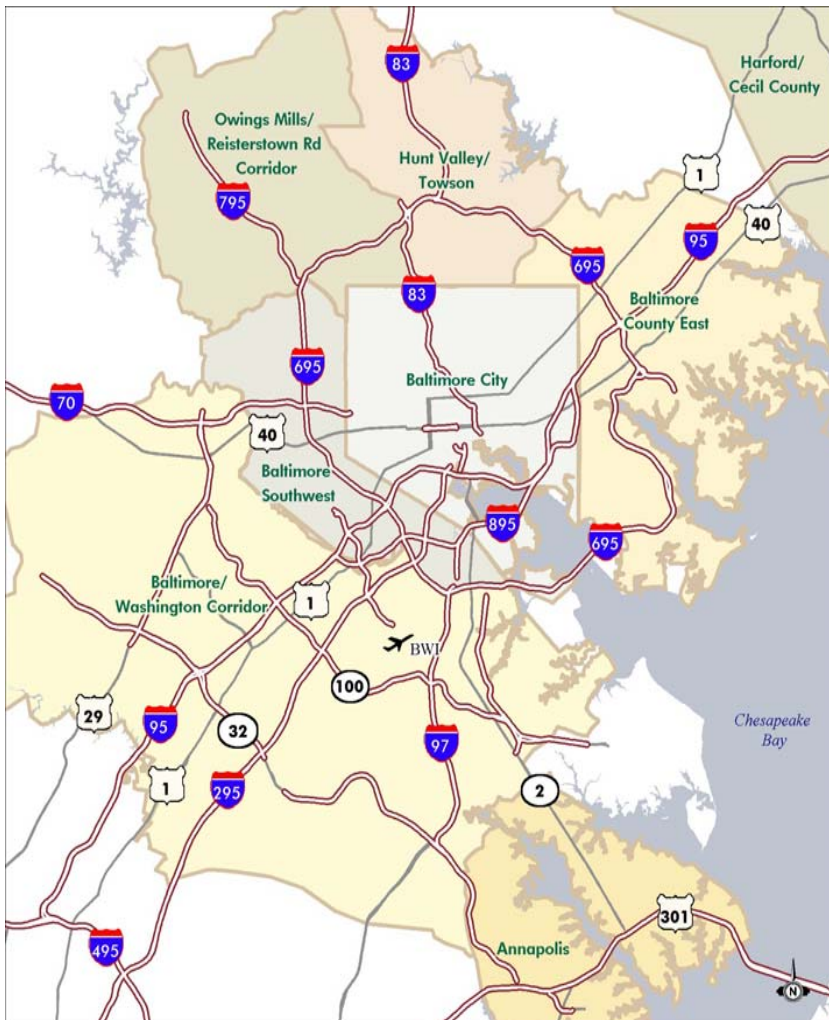 83
Harford/
Cecil County
Owings Mills/
Reisterstown Rd
Corridor
Hunt Valley/
Towson
1
795
40
95
695
83
Baltimore
County East
695
Baltimore City
70
40
Baltimore
Southwest
895
695
Baltimore/
Washington Corridor
1
BWI
100
29
95
32
97
Chesapeake
Bay
1
295
2
301
495
Annapolis
N